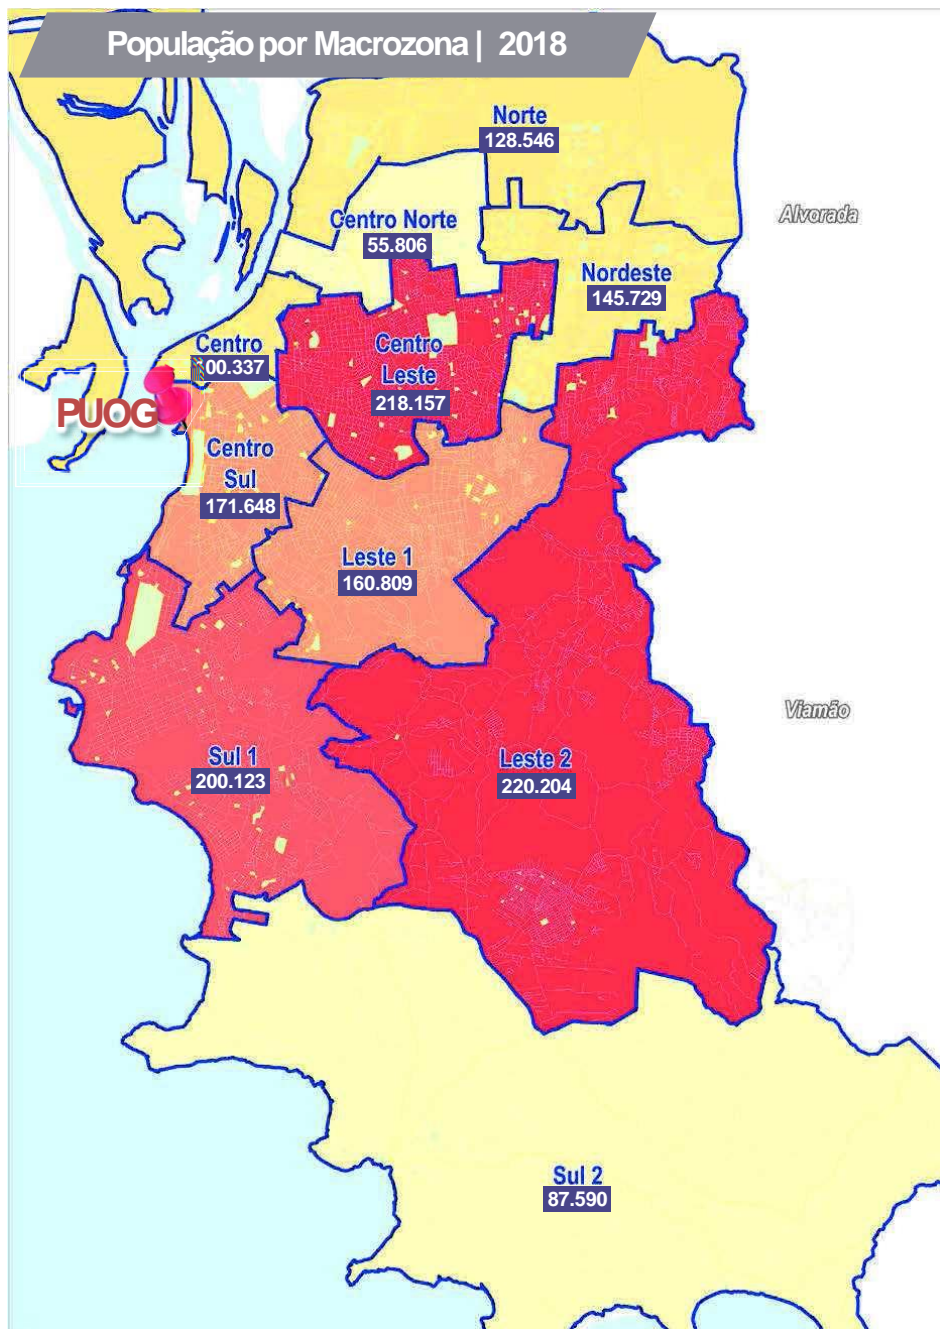 População por Macrozona | 2018
Norte
128.546
Alvorada
Centro Norte
55.806
Nordeste
145.729
Centro
00.337
Centro
Leste
218.157
PUOG
Centro
Sul
171.648
Leste 1
160.809
Viamão
Sul 1
200.123
Leste 2
220.204
Sul 2
87.590